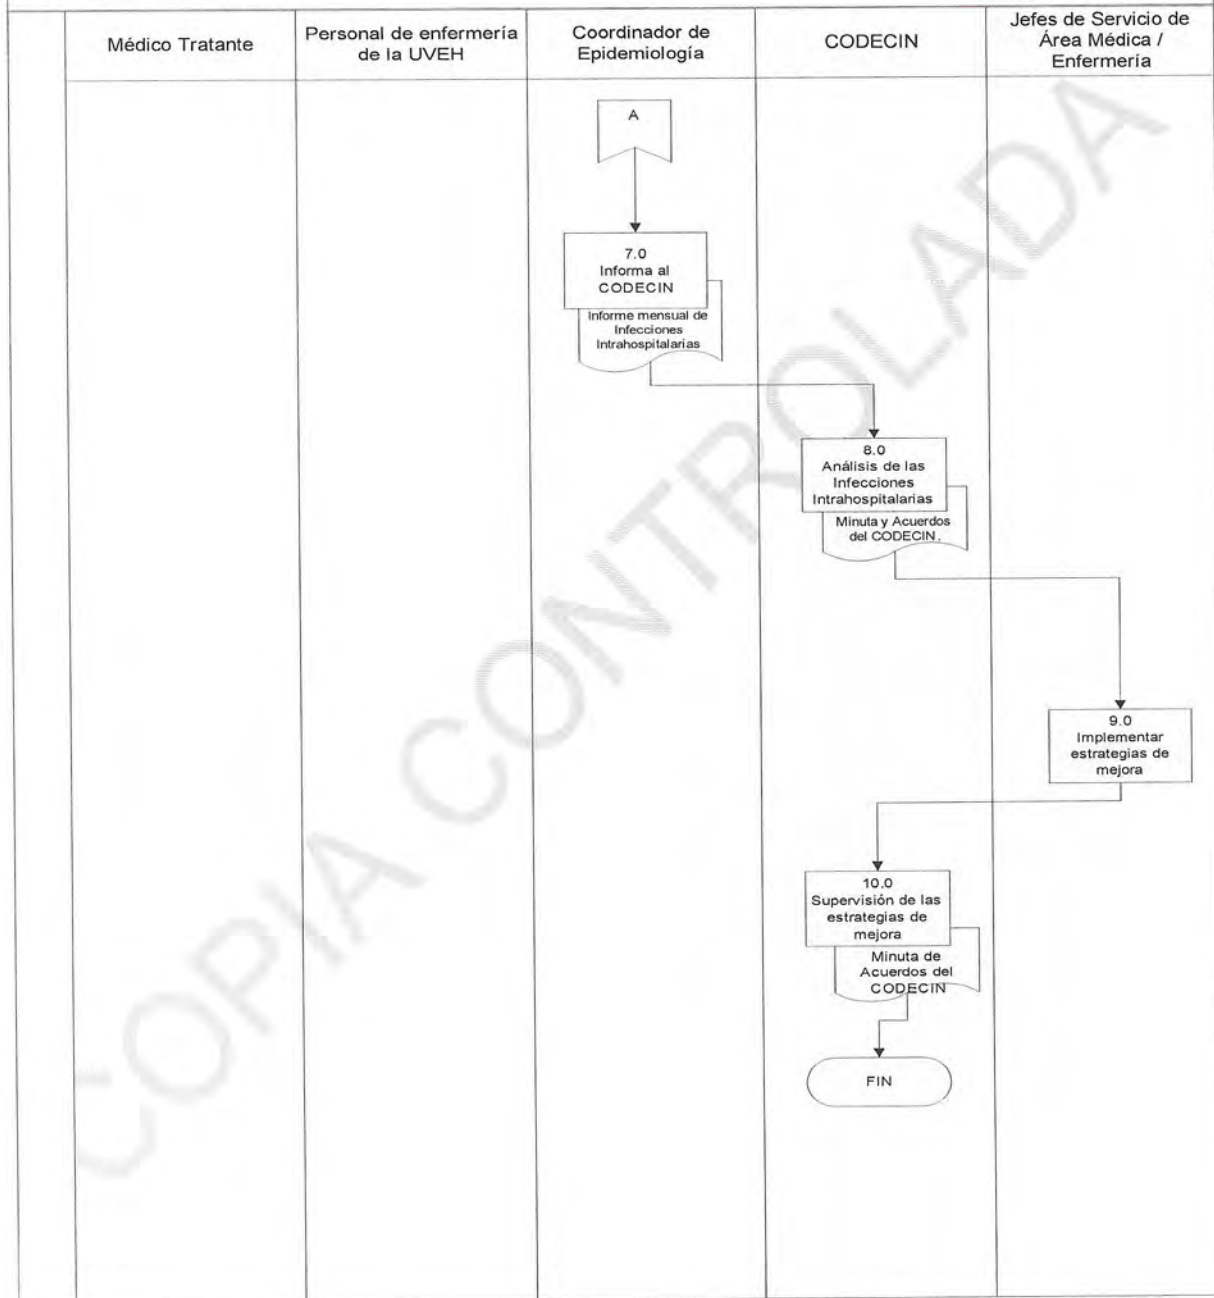 Médico Tratante
Personal de enfermería
de la UVEH
Coordinador de
Epidemiología
CODECIN
Jefes de Servicio de
Área Médica /
Enfermería
A
7.0
Informa al
CODECIN
Informe mensual de
Infecciones
Intrahospitalarias
8.0
Análisis de las
Infecciones
Intrahospitalarias
Minuta y Acuerdos
del CODECIN.
9.0
Implementar
estrategias de
mejora
10.0
Supervisión de las
estrategias de
mejora
Minuta de
Acuerdos del
CODECIN
FIN
COPIA CONTROLADA